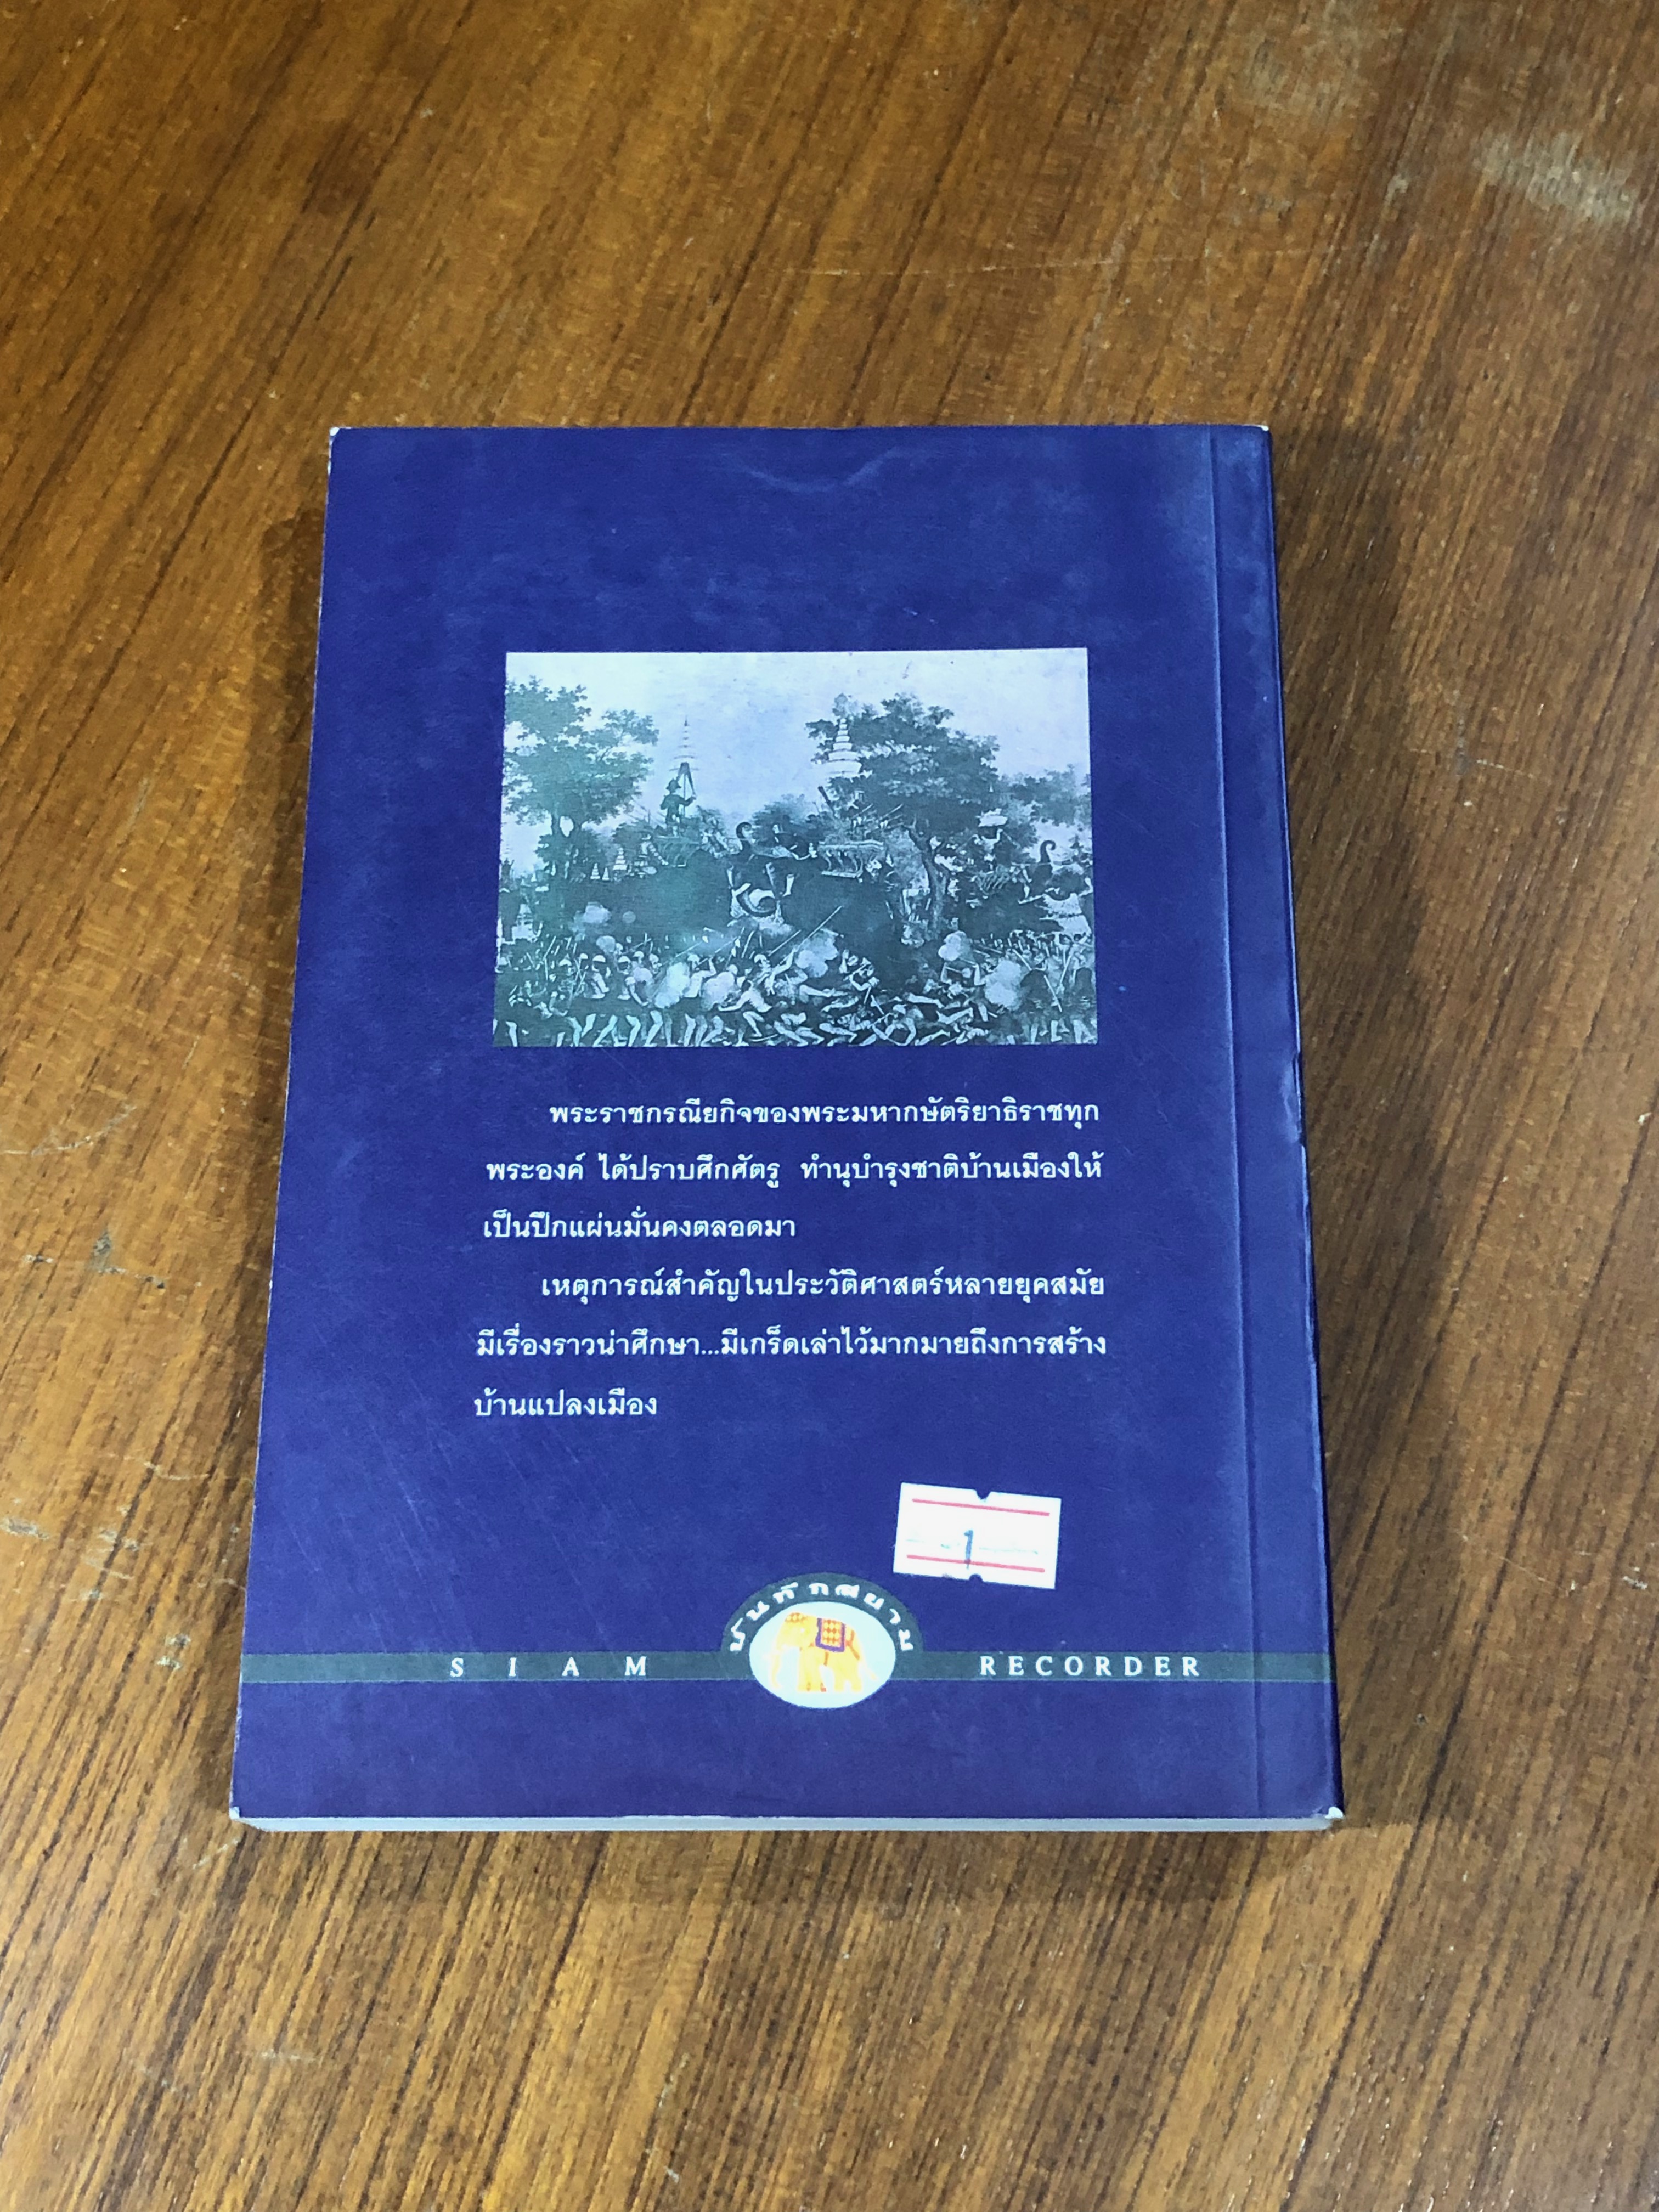 พระราชกรณียกิจของพระมหากษัตริยาธิราชทุก
พระองค์ ได้ปราบศึกศัตรู ทำนุบำรุงชาติบ้านเมืองให้
เป็นปึกแผ่นมั่นคงตลอดมา
เหตุการณ์สำคัญในประวัติศาสตร์หลายยุคสมัย
มีเรื่องราวน่าศึกษา...มีเกร็ดเล่าไว้มากมายถึงการสร้าง
บ้านแปลงเมือง
1
บันทึกสยาม
SIAM RECORDER